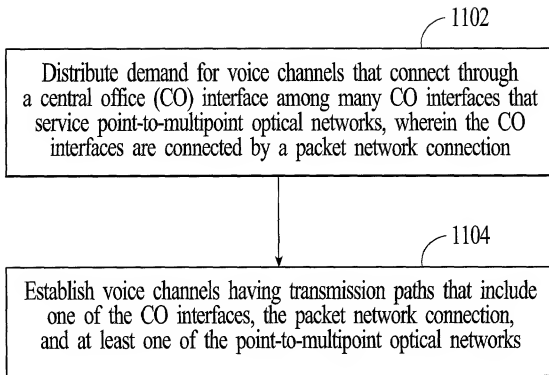 1102
Distribute demand for voice channels that connect through
a central office (CO) interface among many CO interfaces that
service point-to-multipoint optical networks, wherein the CO
interfaces are connected by a packet network connection
1104
Establish voice channels having transmission paths that include
one of the CO interfaces, the packet network connection,
and at least one of the point-to-multipoint optical networks